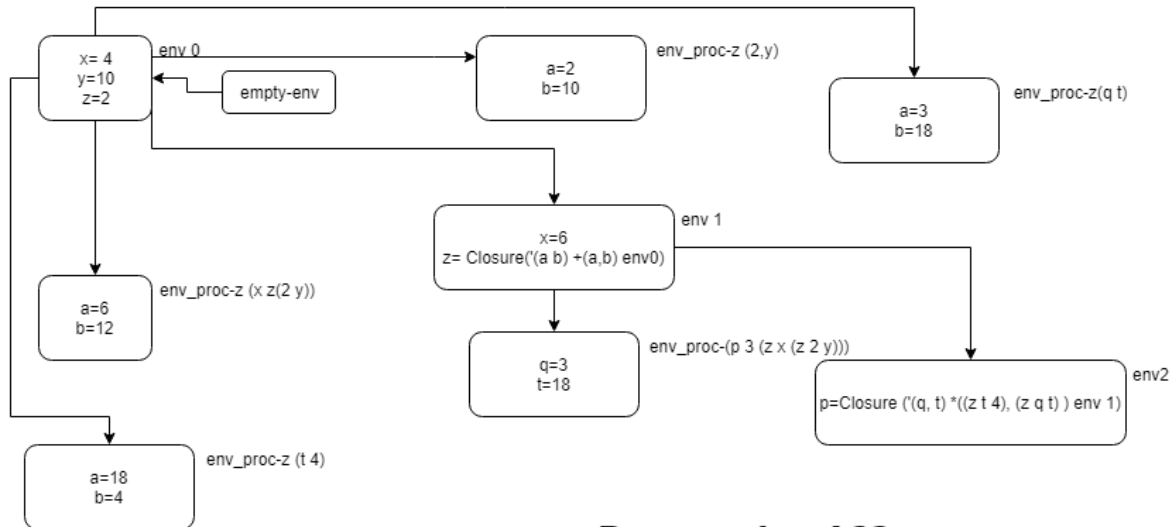 x= 4
y=10
z=2
env 0
empty-env
a=2
b=10
env_proc-z (2,y)
a=3
b=18
env_proc-z(q t)
x=6
z= Closure('(a b) +(a,b) env0)
env 1
a=6
b=12
env_proc-z (x z(2 y))
q=3
t=18
env_proc-(p 3 (z x (z 2 y)))
p=Closure ('(q, t) *((z t 4), (z q t) ) env 1)
env2
a=18
b=4
env_proc-z (t 4)